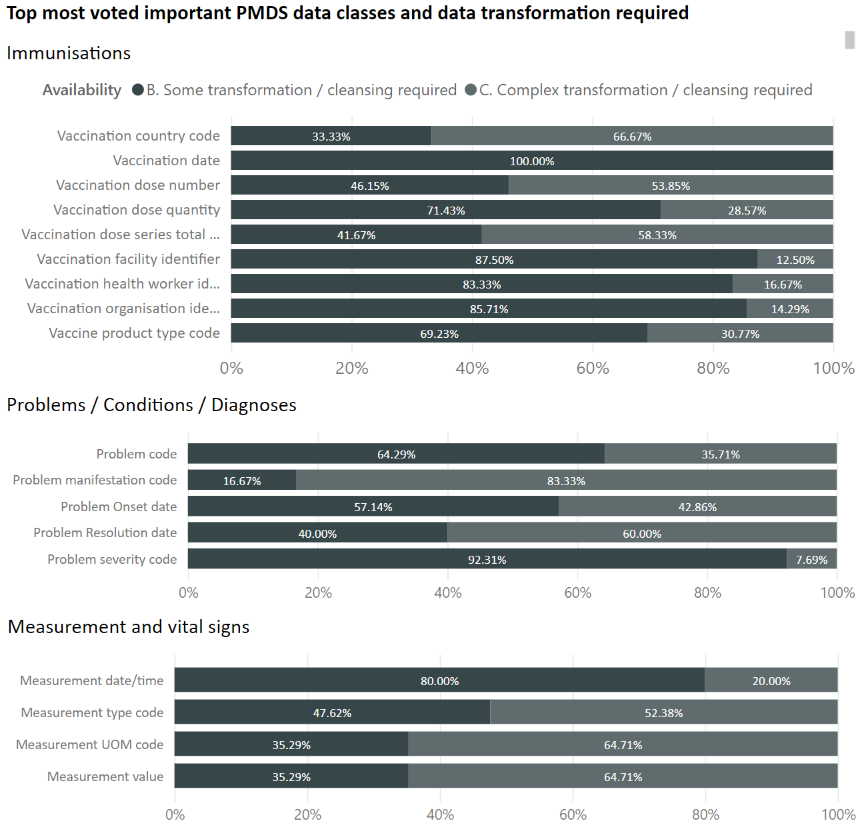 Top most voted important PMDS data classes and data transformation required
Immunisations
Availability B. Some transformation / cleansing required C. Complex transformation / cleansing required
Vaccination country code 33.33% 66.67%
Vaccination date 100.00%
Vaccination dose number 46.15% 53.85%
Vaccination dose quantity 71.43% 28.57%
Vaccination dose series total ... 41.67% 58.33%
Vaccination facility identifier 87.50% 12.50%
Vaccination health worker id... 83.33% 16.67%
Vaccination organisation ide... 85.71% 14.29%
Vaccine product type code 69.23% 30.77%
0% 20% 40% 60% 80% 100%
Problems / Conditions / Diagnoses
Problem code 64.29% 35.71%
Problem manifestation code 16.67% 83.33%
Problem Onset date 57.14% 42.86%
Problem Resolution date 40.00% 60.00%
Problem severity code 92.31% 7.69%
0% 20% 40% 60% 80% 100%
Measurement and vital signs
Measurement date/time 80.00% 20.00%
Measurement type code 47.62% 52.38%
Measurement UOM code 35.29% 64.71%
Measurement value 35.29% 64.71%
0% 20% 40% 60% 80% 100%